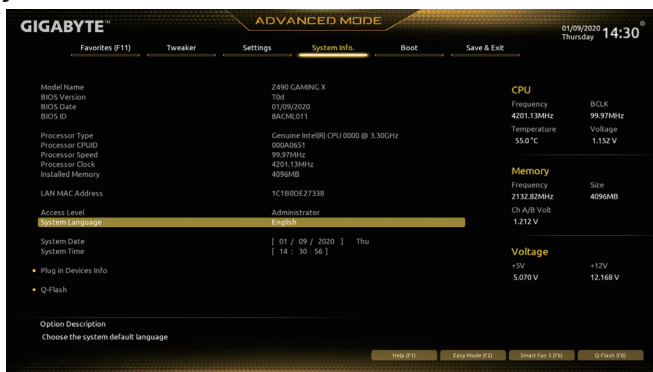 GIGABYTE™
ADVANCED MODE
01/09/2020 Thursday 14:30
Favorites (F11) Tweaker Settings System Info. Boot Save & Exit
Model Name Z490 GAMING X
BIOS Version T0d
BIOS Date 01/09/2020
BIOS ID 8ACML011
Processor Type Genuine Intel(R) CPU 0000 @ 3.30GHz
Processor CPUID 000A0651
Processor Speed 99.97MHz
Processor Clock 4201.13MHz
Installed Memory 4096MB
LAN MAC Address 1C1B0DE27338
Access Level Administrator
System Language English
System Date [ 01 / 09 / 2020 ] Thu
System Time [ 14 : 30 : 56 ]
Plug in Devices Info
Q-Flash
CPU
Frequency BCLK
4201.13MHz 99.97MHz
Temperature Voltage
55.0 °C 1.152 V
Memory
Frequency Size
2132.82MHz 4096MB
Ch A/B Volt
1.212 V
Voltage
+5V +12V
5.070 V 12.168 V
Option Description
Choose the system default language
Help (F1) Easy Mode (F2) Smart Fan 5 (F6) Q-Flash (F8)